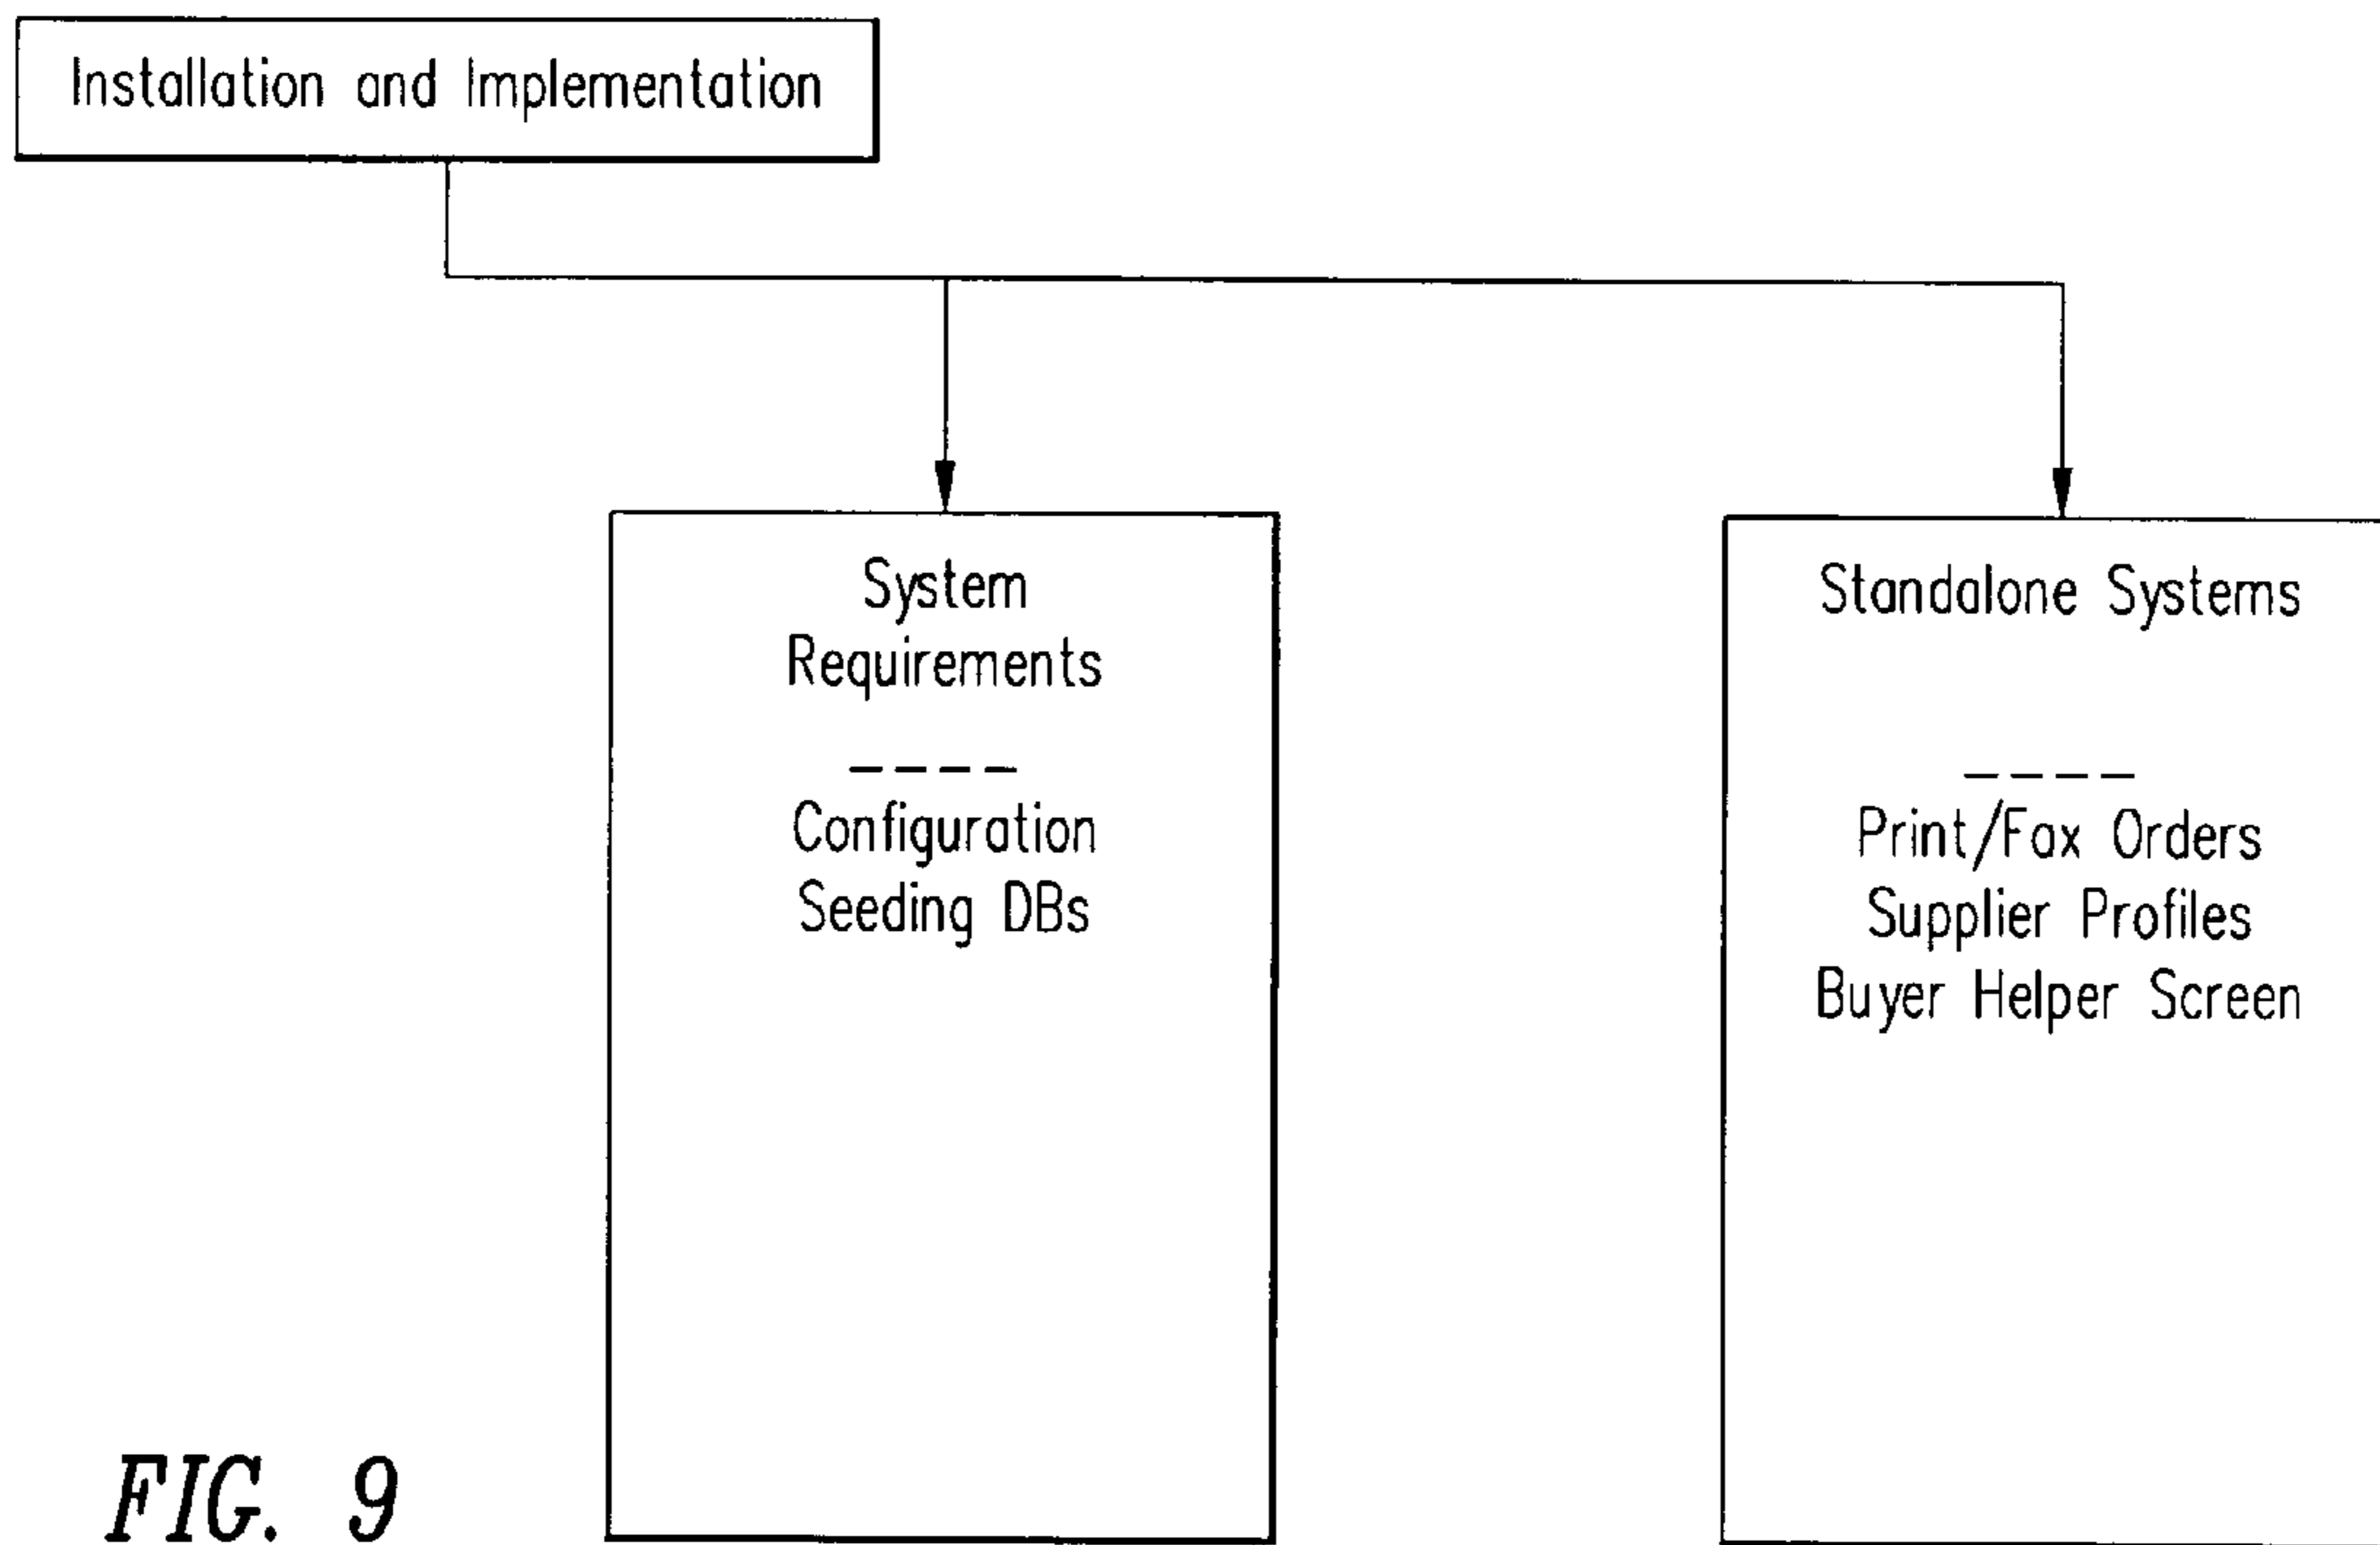 Installation and Implementation
System
Requirements
----
Configuration
Seeding DBs
Standalone Systems
----
Print/Fax Orders
Supplier Profiles
Buyer Helper Screen
FIG. 9